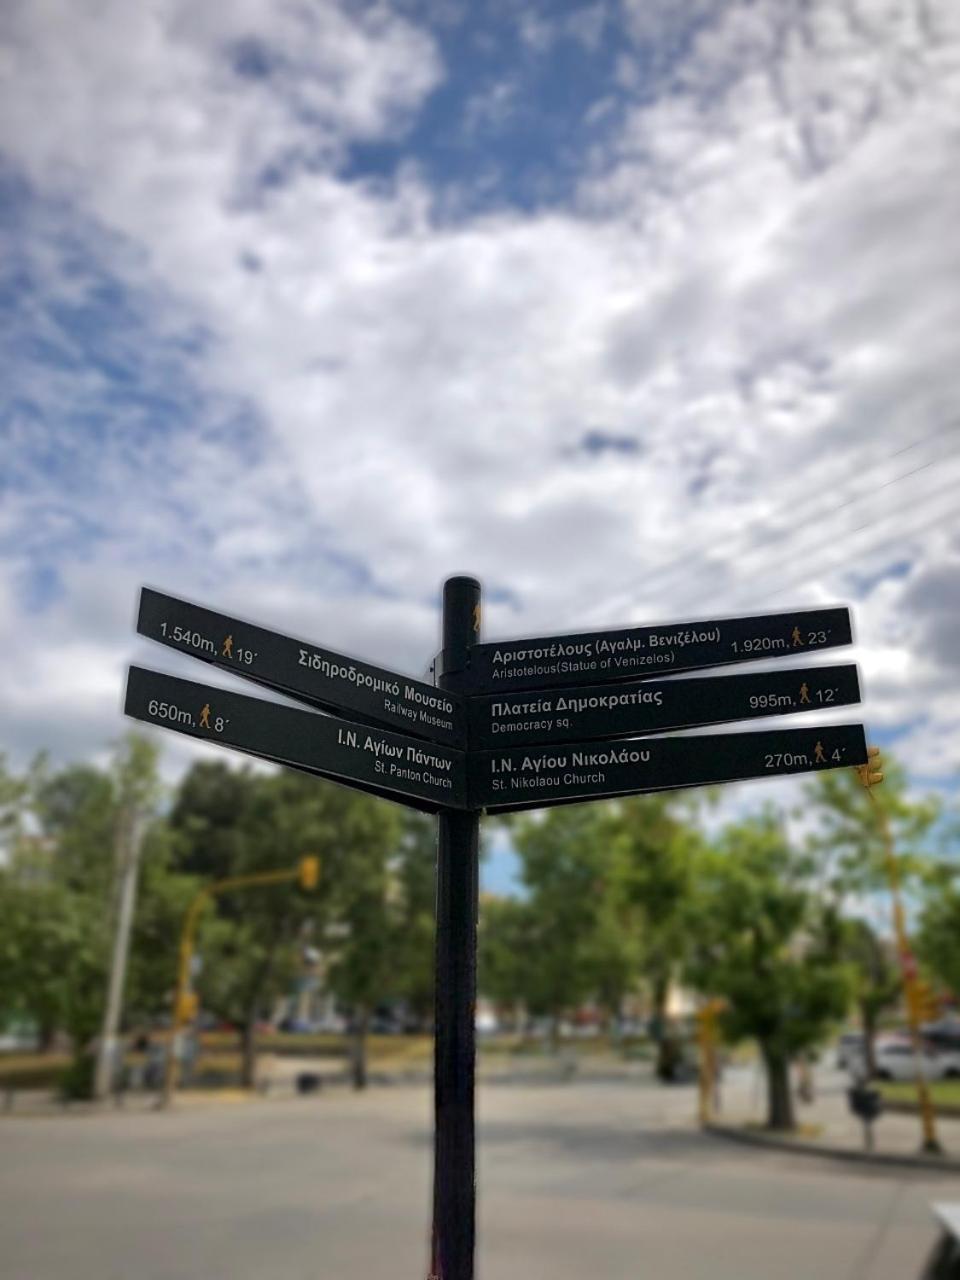 1.540m, 19΄
Σιδηροδρομικό Μουσείο
Railway Museum
650m, 8΄
Ι.Ν. Αγίων Πάντων
St. Panton Church
Αριστοτέλους (Αγαλμ. Βενιζέλου)
Aristotelous(Statue of Venizelos)
1.920m, 23΄
Πλατεία Δημοκρατίας
Democracy sq.
995m, 12΄
Ι.Ν. Αγίου Νικολάου
St. Nikolaou Church
270m, 4΄